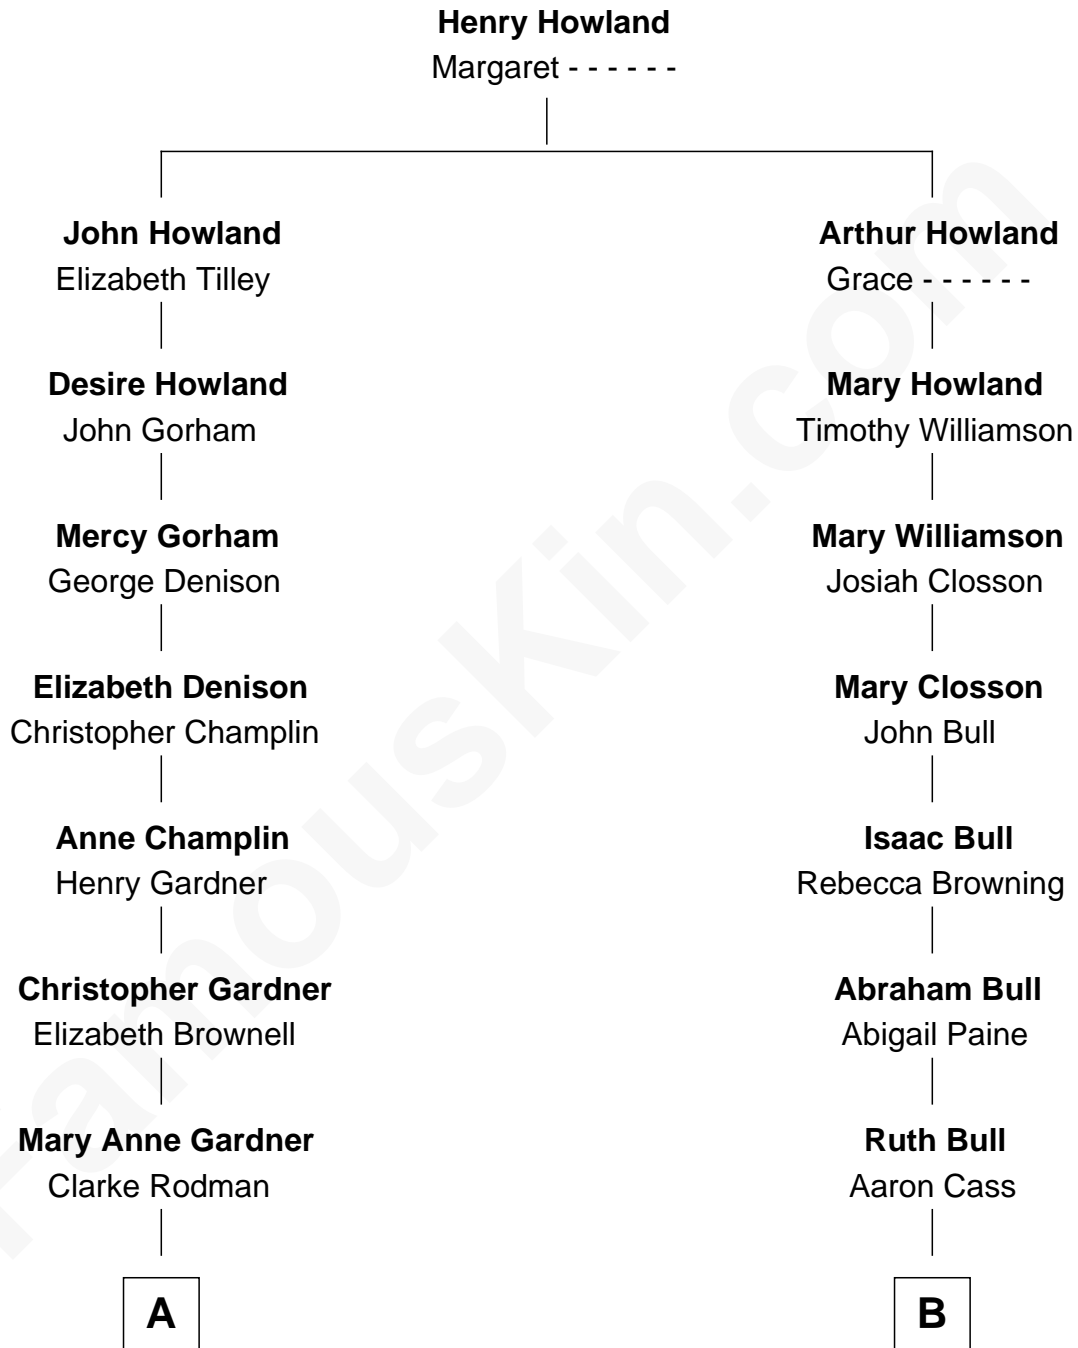 Henry Howland
Margaret - - - - - -
John Howland
Elizabeth Tilley
Arthur Howland
Grace - - - - - -
Desire Howland
John Gorham
Mary Howland
Timothy Williamson
Mercy Gorham
George Denison
Mary Williamson
Josiah Closson
Elizabeth Denison
Christopher Champlin
Mary Closson
John Bull
Anne Champlin
Henry Gardner
Isaac Bull
Rebecca Browning
Christopher Gardner
Elizabeth Brownell
Abraham Bull
Abigail Paine
Mary Anne Gardner
Clarke Rodman
Ruth Bull
Aaron Cass
A
B
FamousKin.com